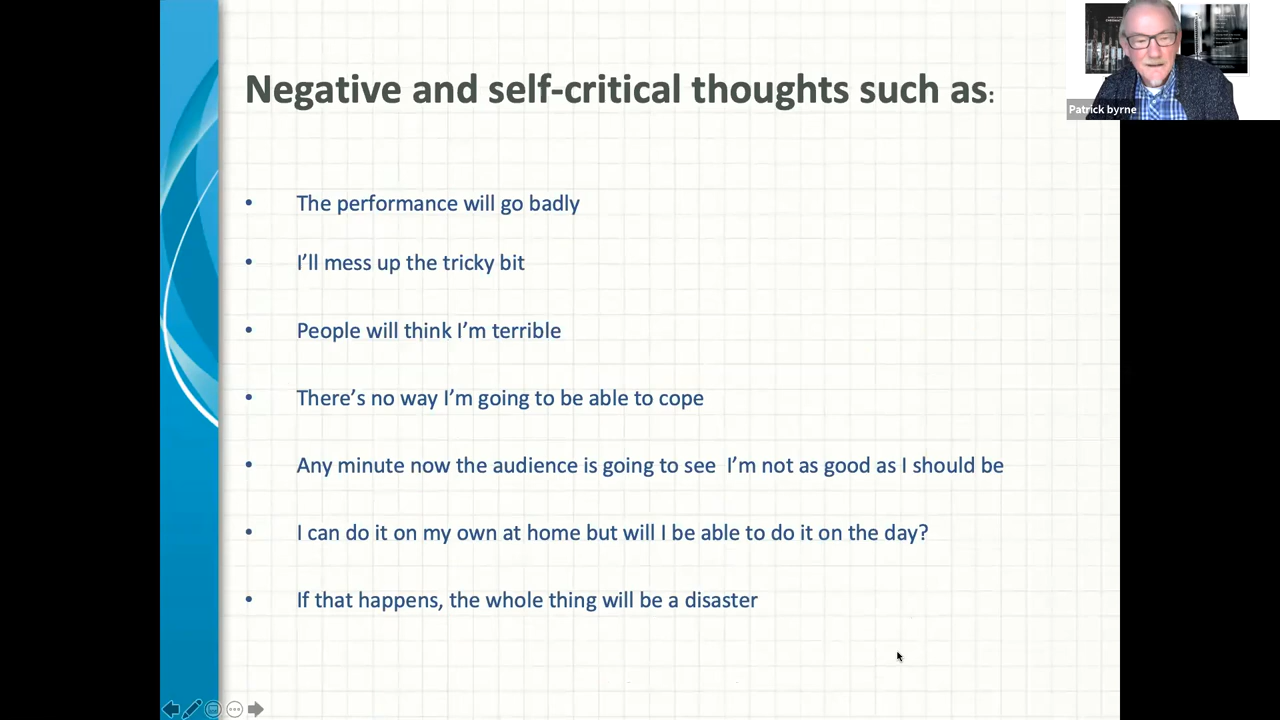 Negative and self-critical thoughts such as:
• The performance will go badly
• I’ll mess up the tricky bit
• People will think I’m terrible
• There’s no way I’m going to be able to cope
• Any minute now the audience is going to see  I’m not as good as I should be
• I can do it on my own at home but will I be able to do it on the day?
• If that happens, the whole thing will be a disaster
Patrick byrne